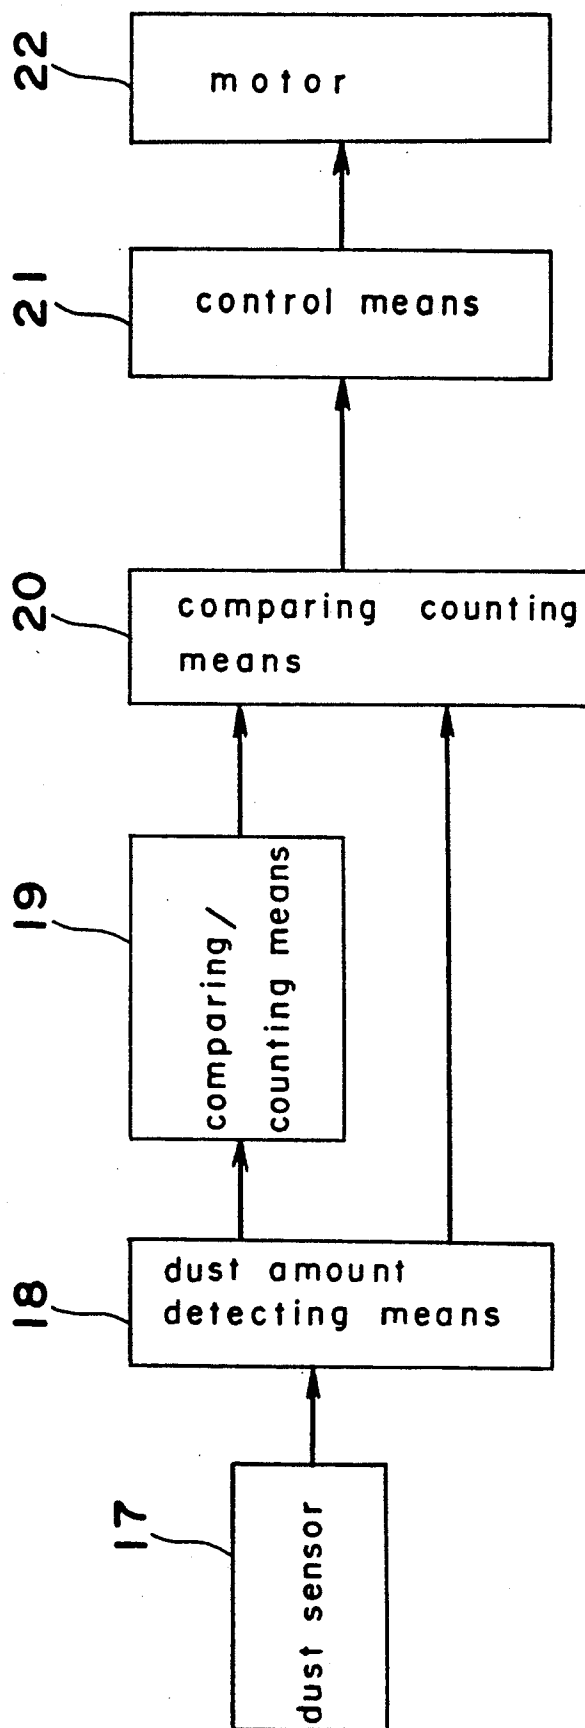 22
motor
21
control means
20
comparing counting
means
19
comparing/
counting means
18
dust amount
detecting means
17
dust sensor